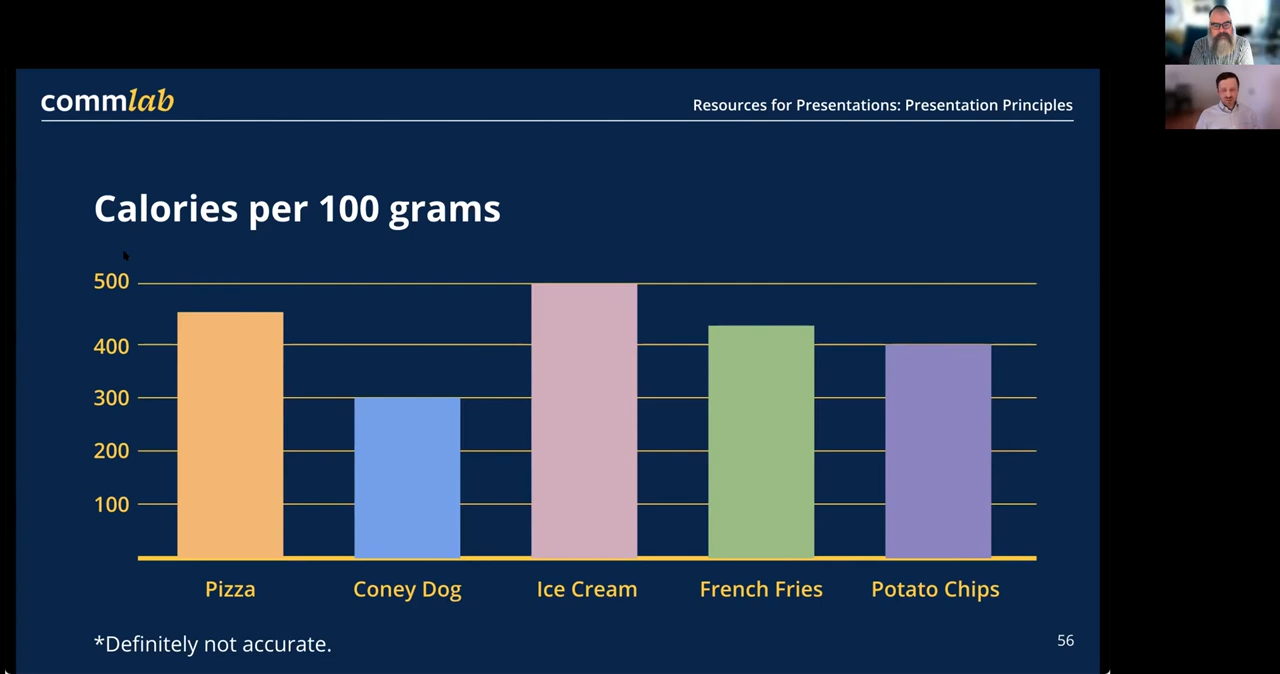 commlab
Resources for Presentations: Presentation Principles
Calories per 100 grams
500
400
300
200
100
Pizza Coney Dog Ice Cream French Fries Potato Chips
*Definitely not accurate.
56